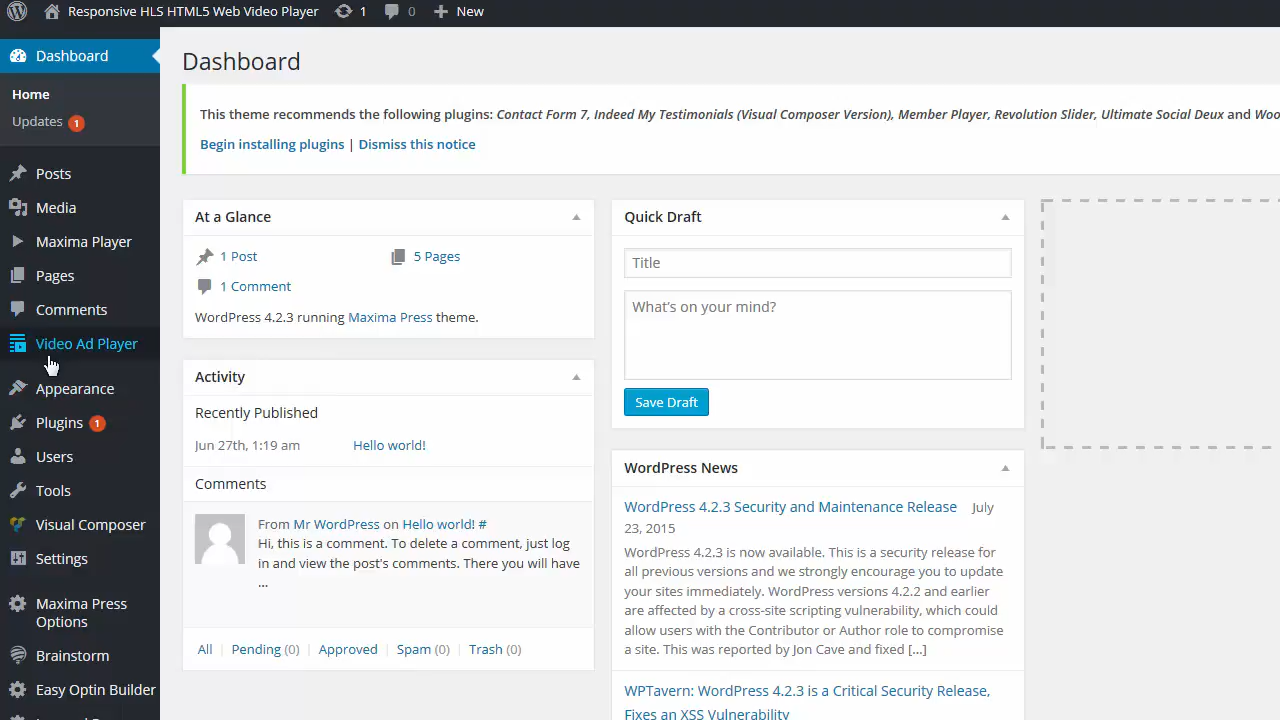 Responsive HLS HTML5 Web Video Player 1 0 New
Dashboard
Home
Updates 1
Posts
Media
Maxima Player
Pages
Comments
Video Ad Player
Appearance
Plugins 1
Users
Tools
Visual Composer
Settings
Maxima Press
Options
Brainstorm
Easy Optin Builder
Dashboard
This theme recommends the following plugins: Contact Form 7, Indeed My Testimonials (Visual Composer Version), Member Player, Revolution Slider, Ultimate Social Deux and
Begin installing plugins | Dismiss this notice
At a Glance
1 Post 5 Pages
1 Comment
WordPress 4.2.3 running Maxima Press theme.
Activity
Recently Published
Jun 27th, 1:19 am Hello world!
Comments
From Mr WordPress on Hello world! #
Hi, this is a comment. To delete a comment, just log
in and view the post's comments. There you will have
...
All | Pending (0) | Approved | Spam (0) | Trash (0)
Quick Draft
Title
What's on your mind?
Save Draft
WordPress News
WordPress 4.2.3 Security and Maintenance Release July
23, 2015
WordPress 4.2.3 is now available. This is a security release for
all previous versions and we strongly encourage you to update
your sites immediately. WordPress versions 4.2.2 and earlier
are affected by a cross-site scripting vulnerability, which could
allow users with the Contributor or Author role to compromise
a site. This was reported by Jon Cave and fixed [...]
WPTavern: WordPress 4.2.3 is a Critical Security Release,
Fixes an XSS Vulnerability